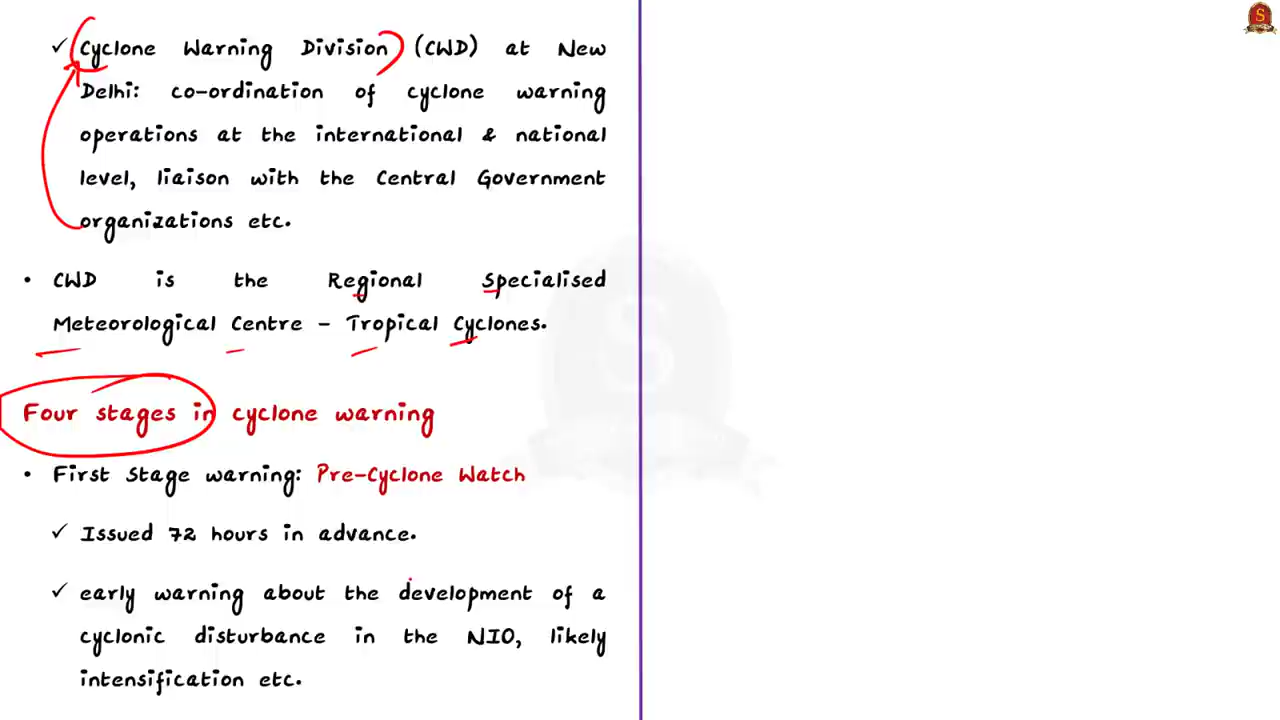 ✓ Cyclone Warning Division (CWD) at New
Delhi: co-ordination of cyclone warning
operations at the international & national
level, liaison with the Central Government
organizations etc.
• CWD is the Regional Specialised
Meteorological Centre – Tropical Cyclones.
Four stages in cyclone warning
• First Stage warning: Pre-Cyclone Watch
✓ Issued 72 hours in advance.
✓ early warning about the development of a
cyclonic disturbance in the NIO, likely
intensification etc.